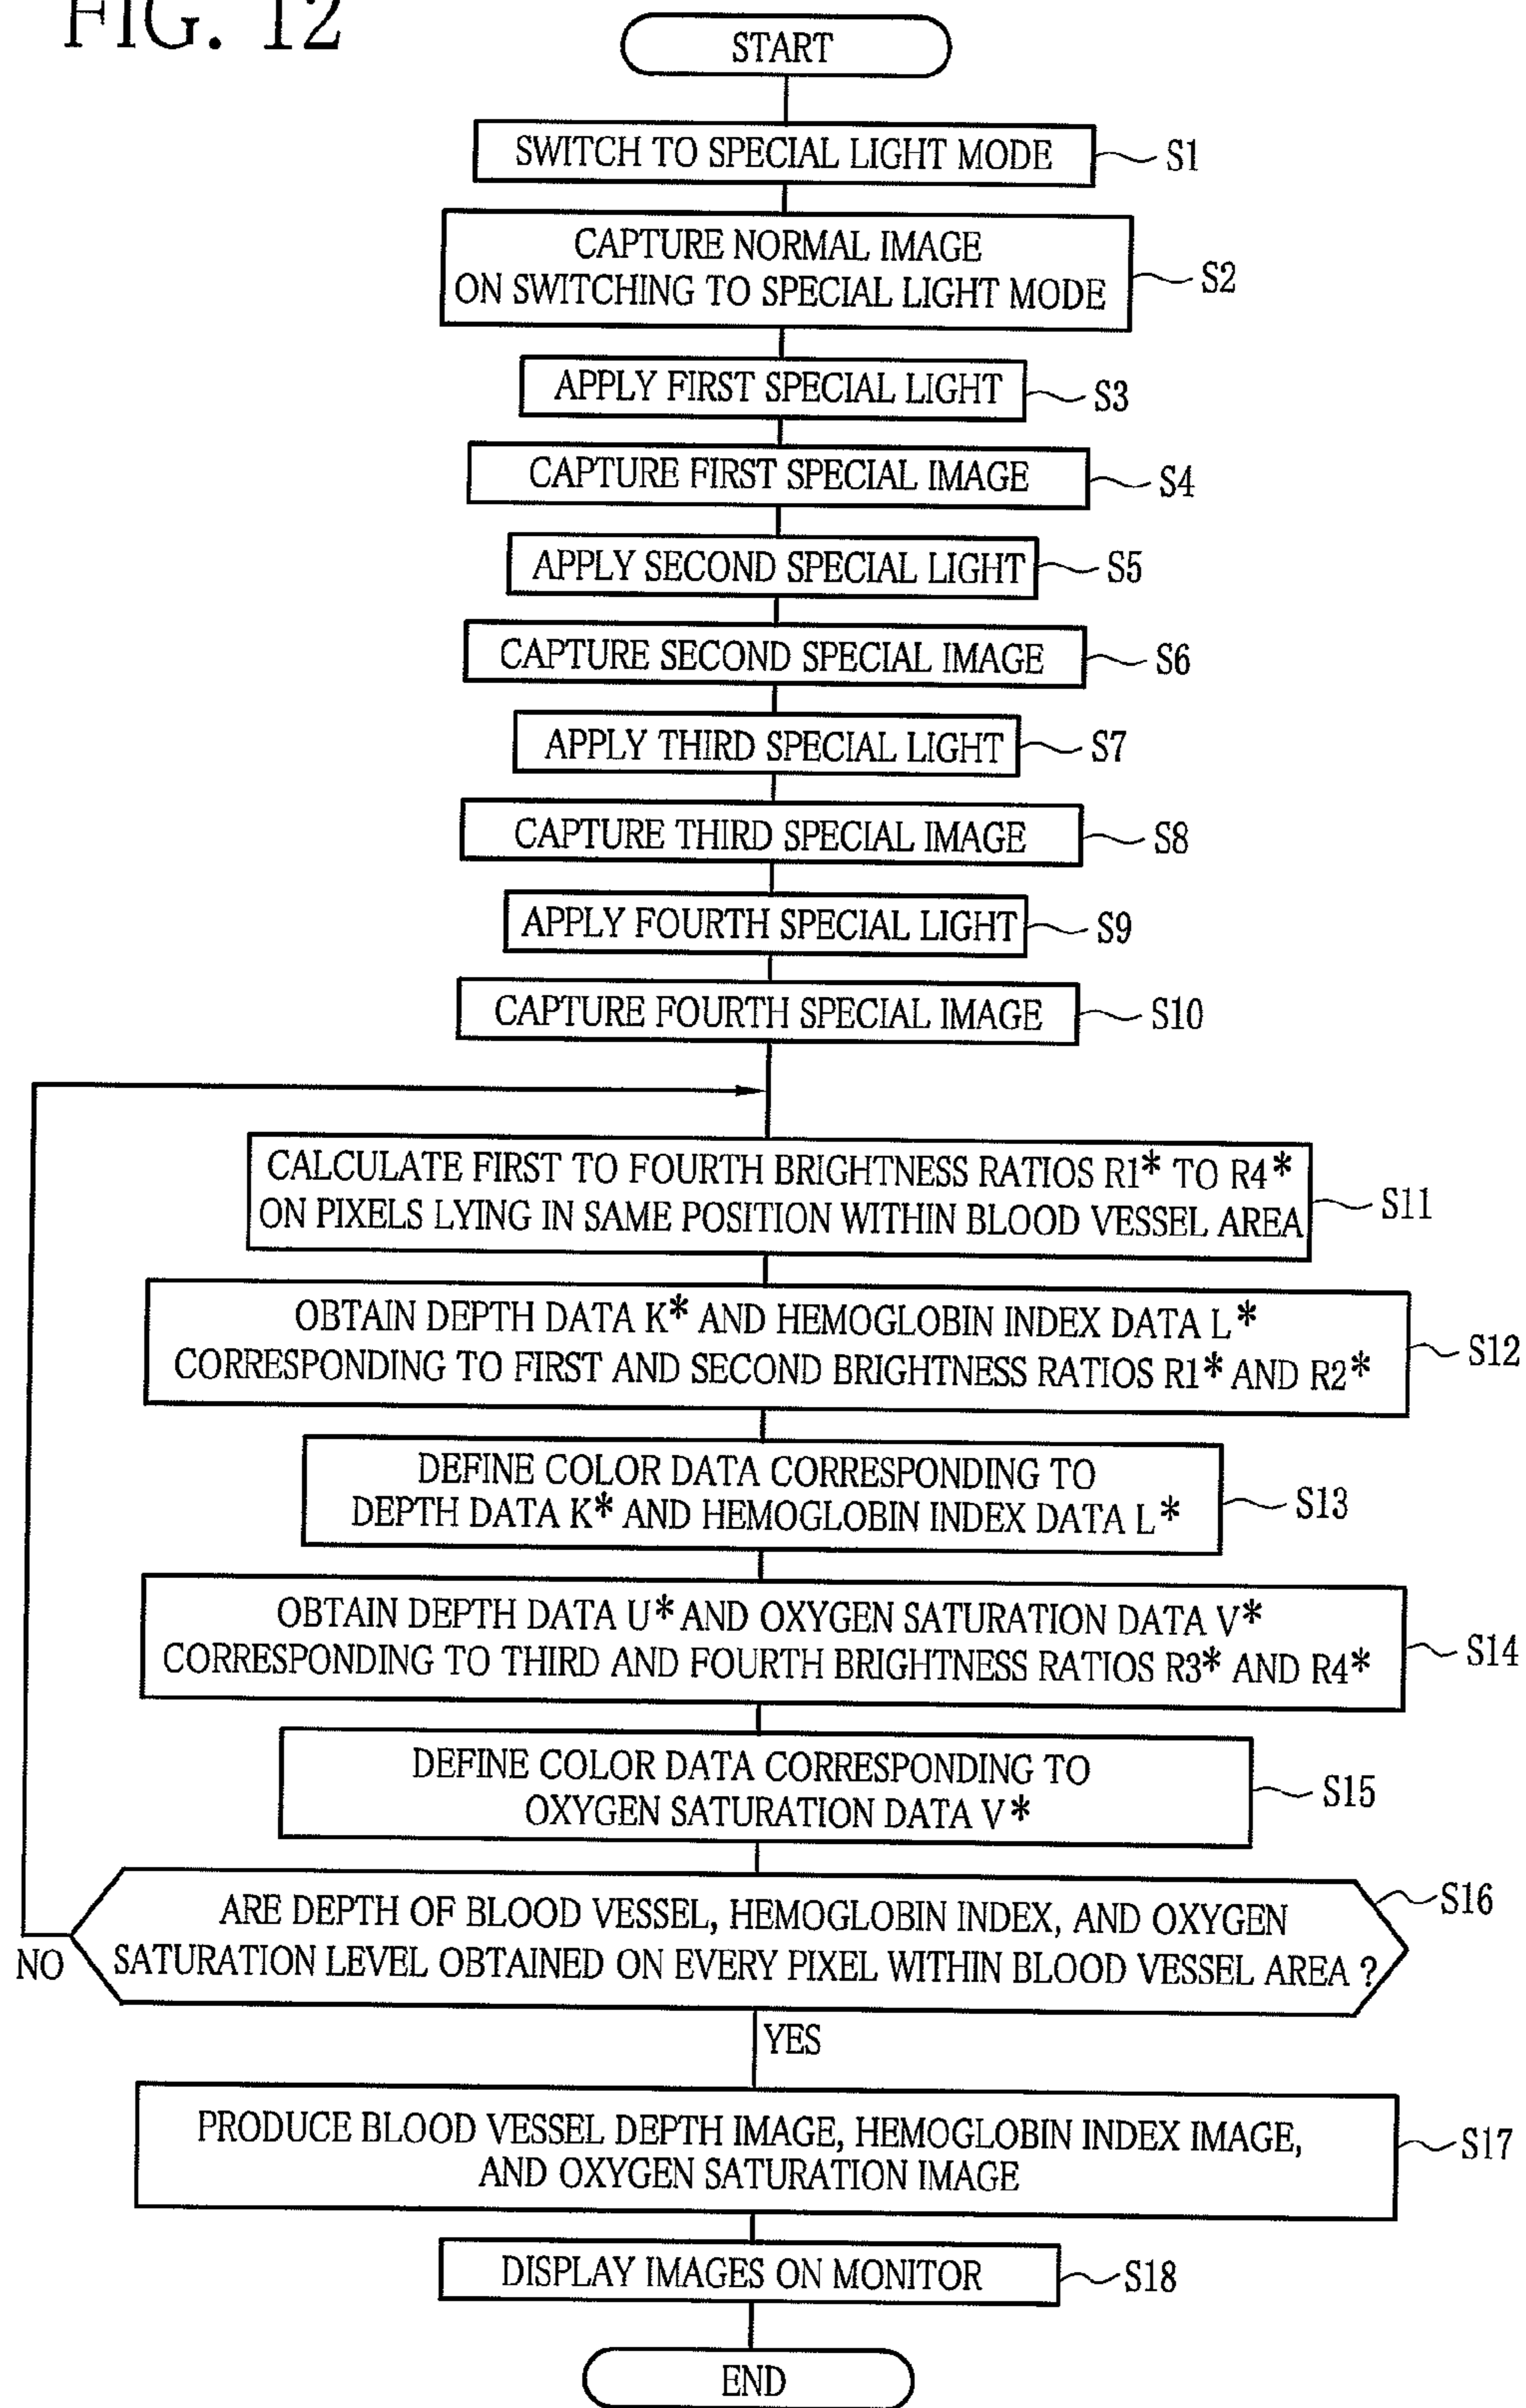 FIG. 12
START
SWITCH TO SPECIAL LIGHT MODE
S1
CAPTURE NORMAL IMAGE
ON SWITCHING TO SPECIAL LIGHT MODE
S2
APPLY FIRST SPECIAL LIGHT
S3
CAPTURE FIRST SPECIAL IMAGE
S4
APPLY SECOND SPECIAL LIGHT
S5
CAPTURE SECOND SPECIAL IMAGE
S6
APPLY THIRD SPECIAL LIGHT
S7
CAPTURE THIRD SPECIAL IMAGE
S8
APPLY FOURTH SPECIAL LIGHT
S9
CAPTURE FOURTH SPECIAL IMAGE
S10
CALCULATE FIRST TO FOURTH BRIGHTNESS RATIOS R1* TO R4*
ON PIXELS LYING IN SAME POSITION WITHIN BLOOD VESSEL AREA
S11
OBTAIN DEPTH DATA K* AND HEMOGLOBIN INDEX DATA L*
CORRESPONDING TO FIRST AND SECOND BRIGHTNESS RATIOS R1* AND R2*
S12
DEFINE COLOR DATA CORRESPONDING TO
DEPTH DATA K* AND HEMOGLOBIN INDEX DATA L*
S13
OBTAIN DEPTH DATA U* AND OXYGEN SATURATION DATA V*
CORRESPONDING TO THIRD AND FOURTH BRIGHTNESS RATIOS R3* AND R4*
S14
DEFINE COLOR DATA CORRESPONDING TO
OXYGEN SATURATION DATA V*
S15
ARE DEPTH OF BLOOD VESSEL, HEMOGLOBIN INDEX, AND OXYGEN
SATURATION LEVEL OBTAINED ON EVERY PIXEL WITHIN BLOOD VESSEL AREA ?
S16
NO
YES
PRODUCE BLOOD VESSEL DEPTH IMAGE, HEMOGLOBIN INDEX IMAGE,
AND OXYGEN SATURATION IMAGE
S17
DISPLAY IMAGES ON MONITOR
S18
END